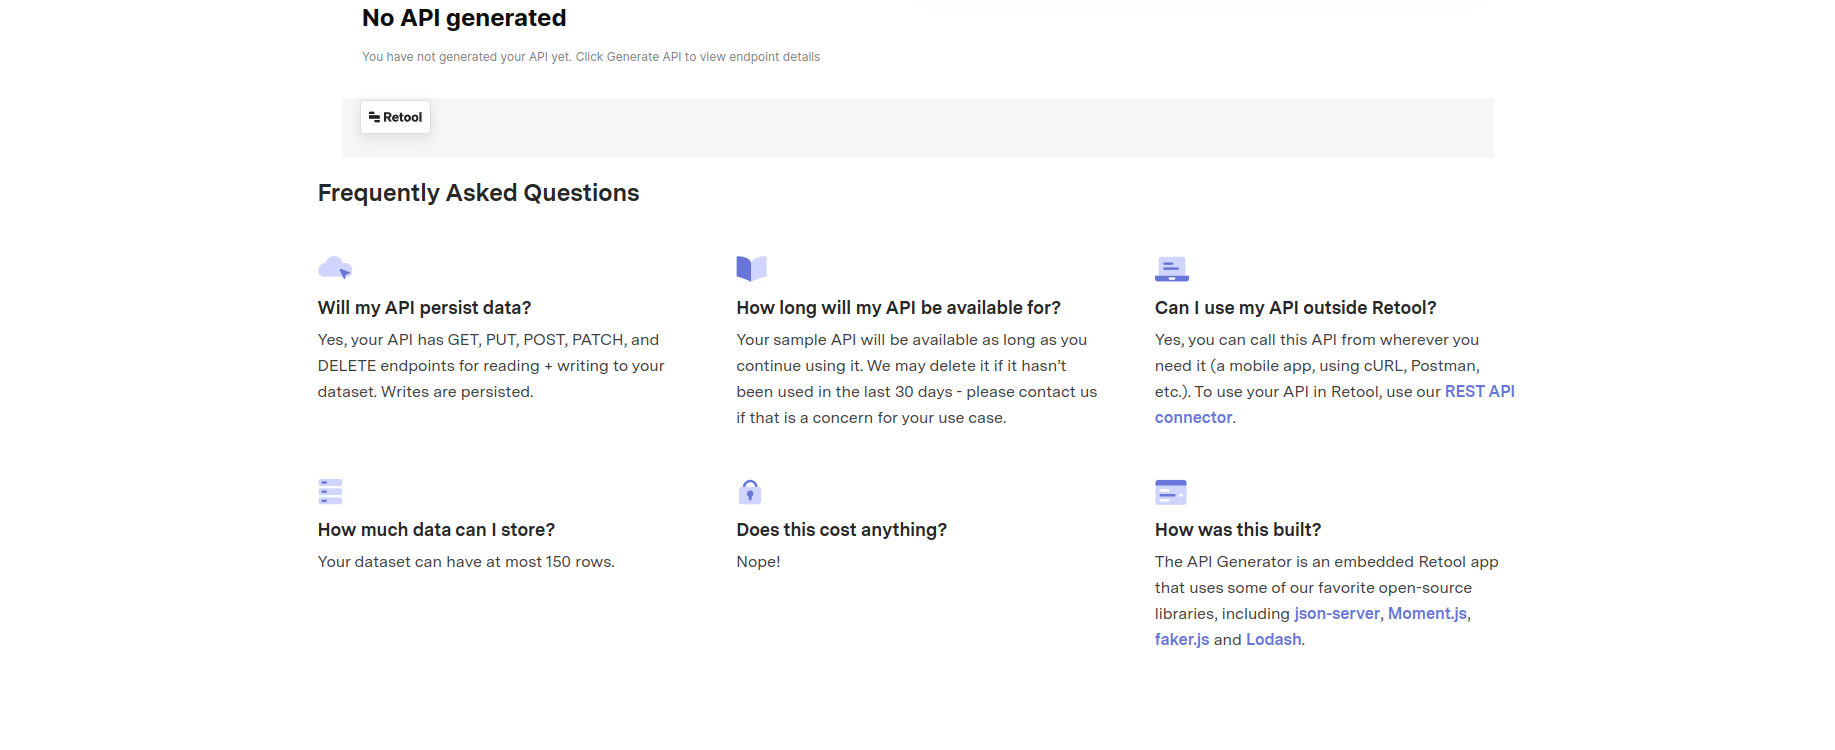 No API generated
You have not generated your API yet. Click Generate API to view endpoint details
Retool
Frequently Asked Questions
Will my API persist data?
Yes, your API has GET, PUT, POST, PATCH, and
DELETE endpoints for reading + writing to your
dataset. Writes are persisted.
How long will my API be available for?
Your sample API will be available as long as you
continue using it. We may delete it if it hasn't
been used in the last 30 days - please contact us
if that is a concern for your use case.
Can I use my API outside Retool?
Yes, you can call this API from wherever you
need it (a mobile app, using cURL, Postman,
etc.). To use your API in Retool, use our REST API
connector.
How much data can I store?
Your dataset can have at most 150 rows.
Does this cost anything?
Nope!
How was this built?
The API Generator is an embedded Retool app
that uses some of our favorite open-source
libraries, including json-server, Moment.js,
faker.js and Lodash.